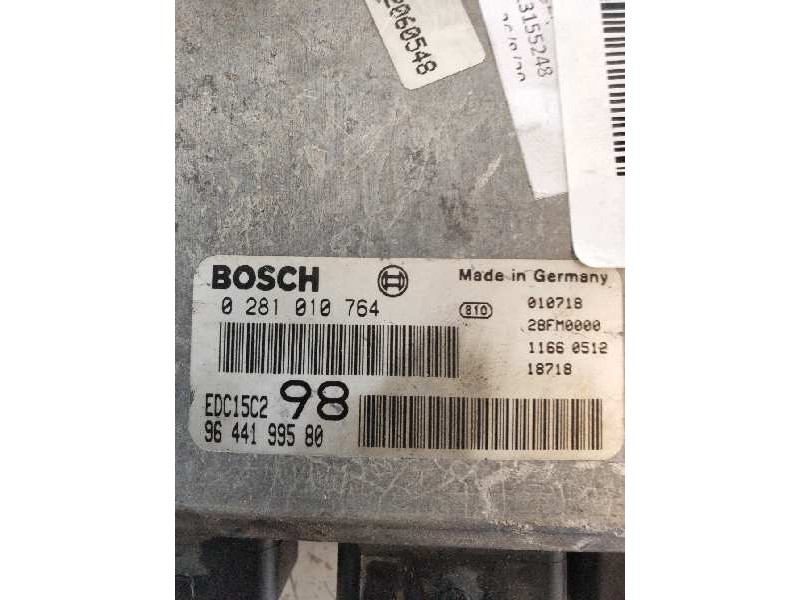 2060548
13155248
BOSCH
Made in Germany
0 281 010 764
810
010718
28FM0000
1166 0512
18718
EDC15C2
98
96 441 995 80